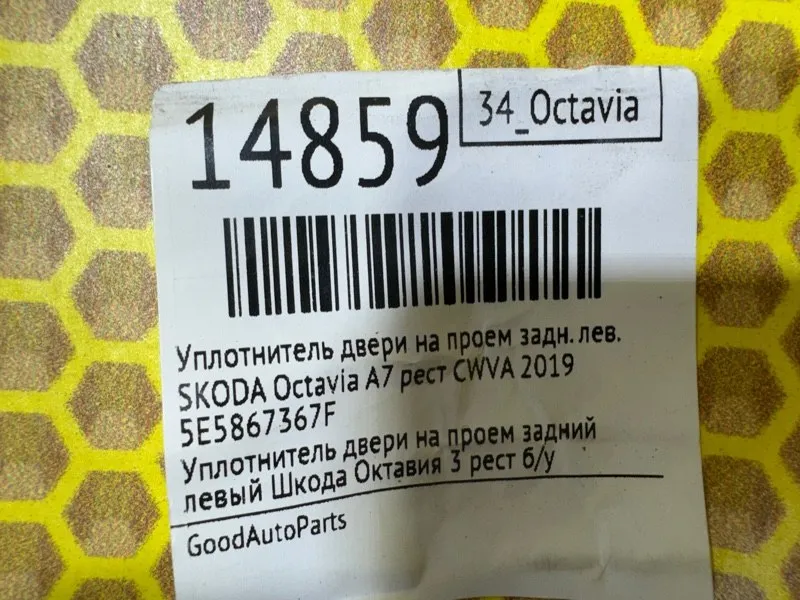 14859
34_Octavia
Уплотнитель двери на проем задн. лев.
SKODA Octavia A7 рест CWVA 2019
5E5867367F
Уплотнитель двери на проем задний
левый Шкода Октавия 3 рест б/у
GoodAutoParts